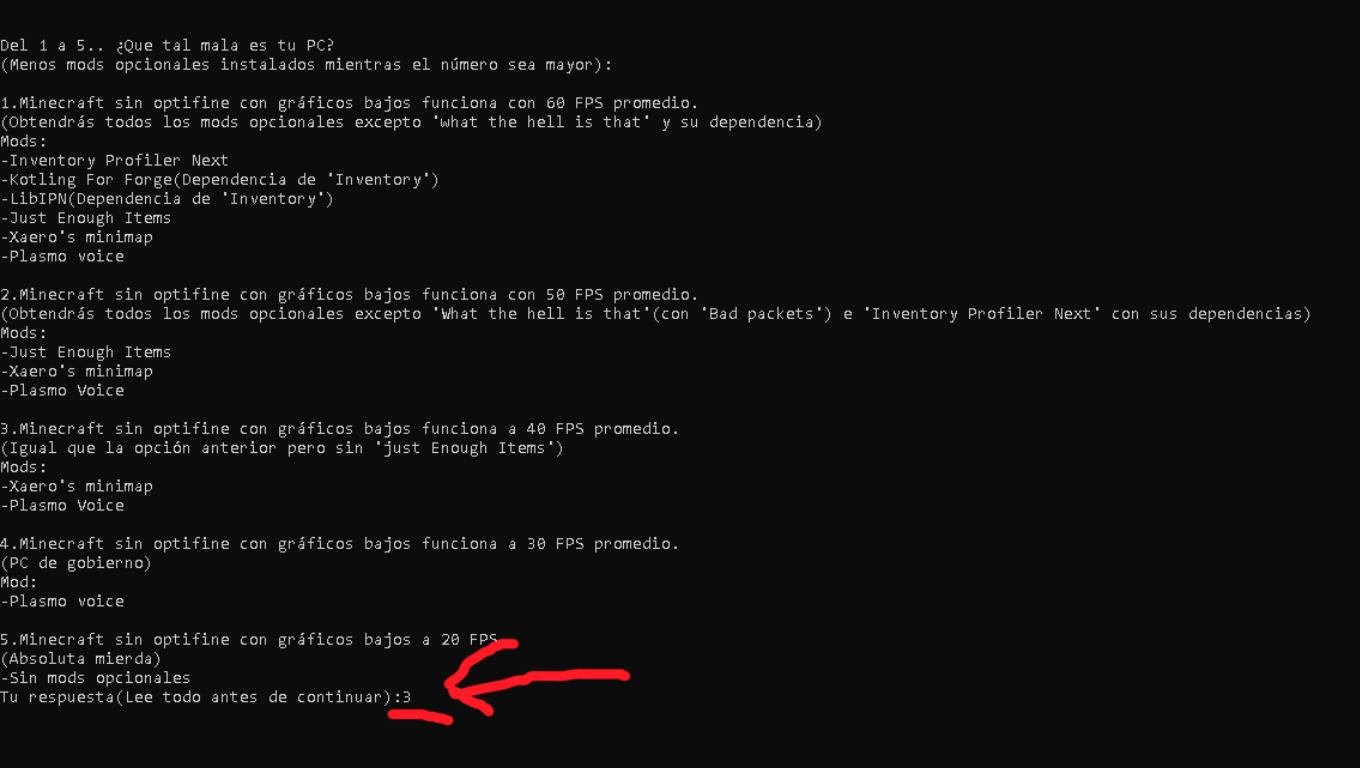 Del 1 a 5.. ¿Que tal mala es tu PC?
(Menos mods opcionales instalados mientras el número sea mayor):
1.Minecraft sin optifine con gráficos bajos funciona con 60 FPS promedio.
(Obtendrás todos los mods opcionales excepto 'what the hell is that' y su dependencia)
Mods:
-Inventory Profiler Next
-Kotling For Forge(Dependencia de 'Inventory')
-LibIPN(Dependencia de 'Inventory')
-Just Enough Items
-Xaero's minimap
-Plasmo voice
2.Minecraft sin optifine con gráficos bajos funciona con 50 FPS promedio.
(Obtendrás todos los mods opcionales excepto 'What the hell is that'(con 'Bad packets') e 'Inventory Profiler Next' con sus dependencias)
Mods:
-Just Enough Items
-Xaero's minimap
-Plasmo Voice
3.Minecraft sin optifine con gráficos bajos funciona a 40 FPS promedio.
(Igual que la opción anterior pero sin 'just Enough Items')
Mods:
-Xaero's minimap
-Plasmo Voice
4.Minecraft sin optifine con gráficos bajos funciona a 30 FPS promedio.
(PC de gobierno)
Mod:
-Plasmo voice
5.Minecraft sin optifine con gráficos bajos a 20 FPS
(Absoluta mierda)
-Sin mods opcionales
Tu respuesta(Lee todo antes de continuar):3